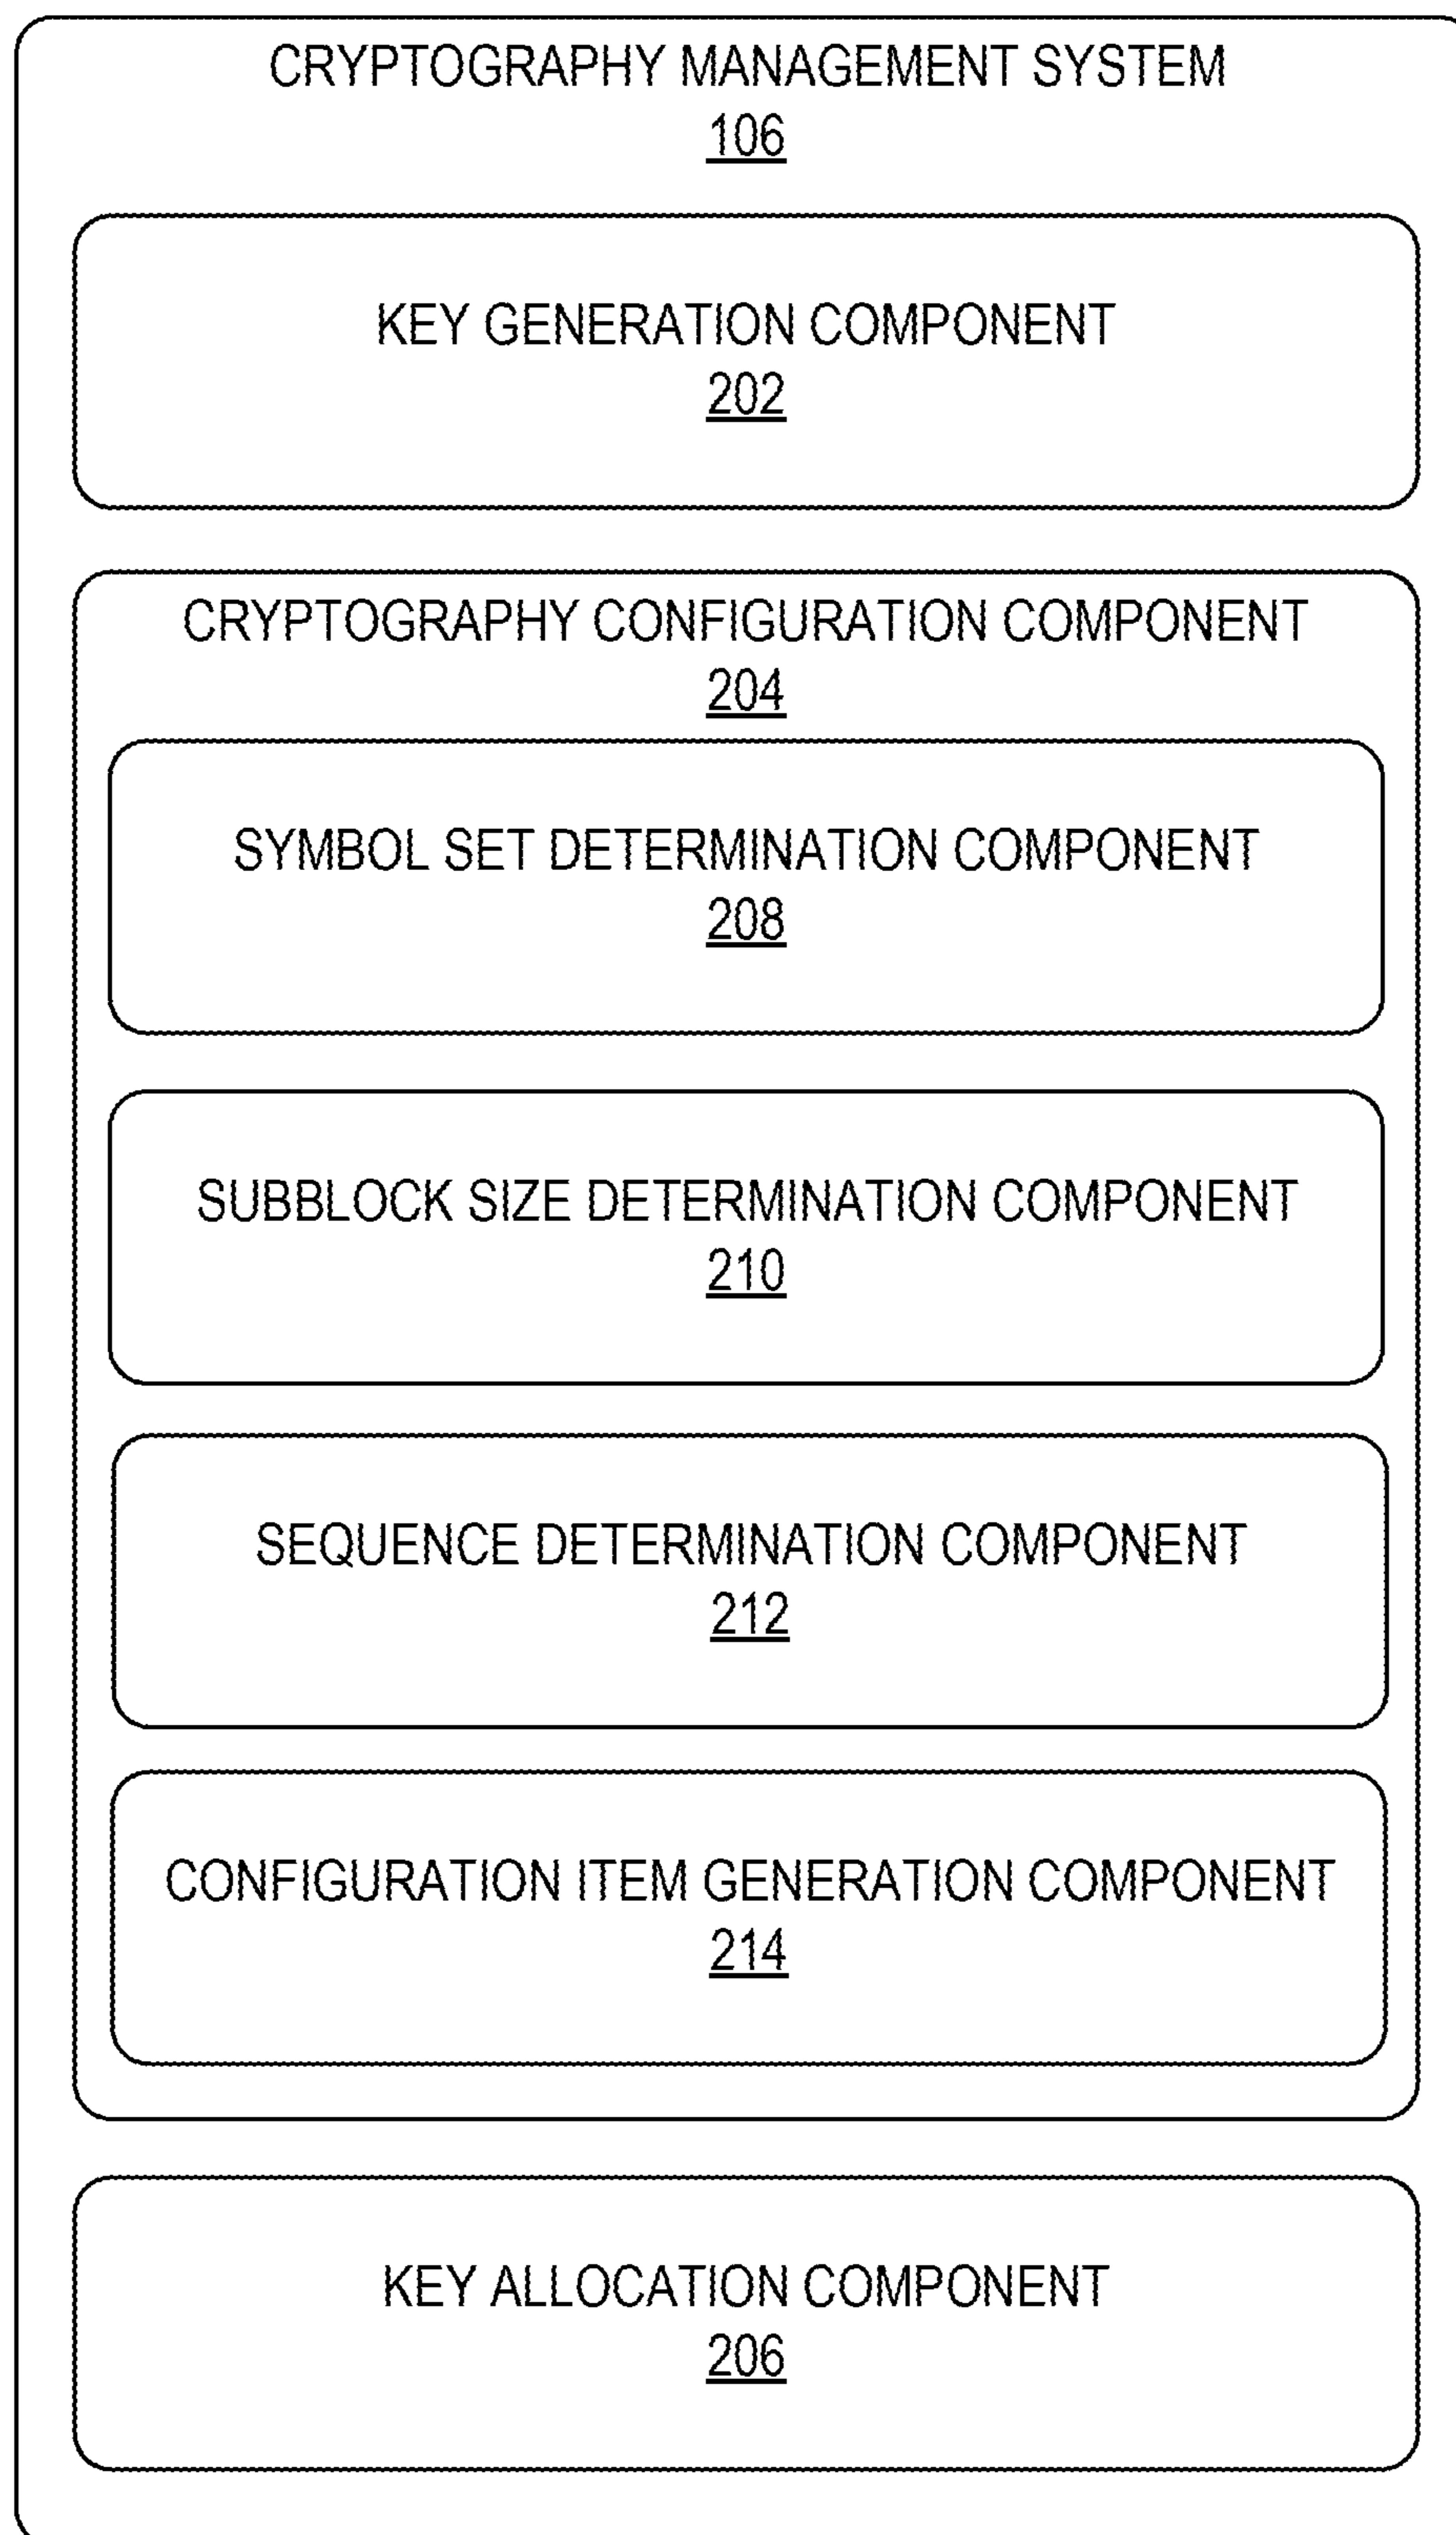 CRYPTOGRAPHY MANAGEMENT SYSTEM
106
KEY GENERATION COMPONENT
202
CRYPTOGRAPHY CONFIGURATION COMPONENT
204
SYMBOL SET DETERMINATION COMPONENT
208
SUBBLOCK SIZE DETERMINATION COMPONENT
210
SEQUENCE DETERMINATION COMPONENT
212
CONFIGURATION ITEM GENERATION COMPONENT
214
KEY ALLOCATION COMPONENT
206